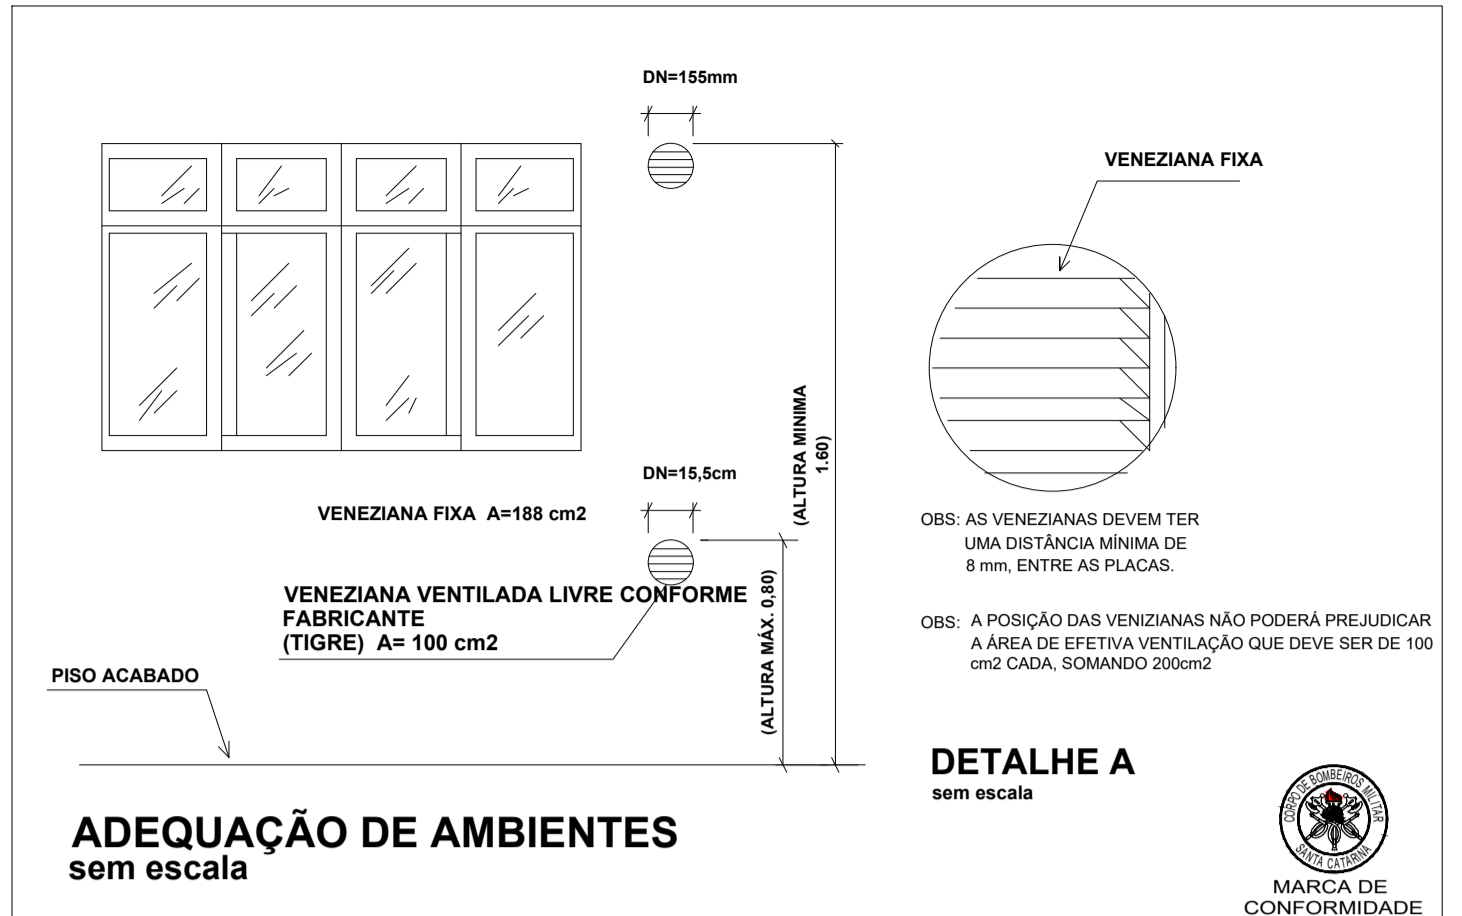 DN=155mm
VENEZIANA FIXA
(ALTURA MINIMA
1.60)
DN=15,5cm
VENEZIANA FIXA  A=188 cm2
OBS: AS VENEZIANAS DEVEM TER
UMA DISTÂNCIA MÍNIMA DE
8 mm, ENTRE AS PLACAS.
VENEZIANA VENTILADA LIVRE CONFORME
FABRICANTE
(TIGRE)  A= 100 cm2
(ALTURA MÁX. 0,80)
OBS: A POSIÇÃO DAS VENIZIANAS NÃO PODERÁ PREJUDICAR
A ÁREA DE EFETIVA VENTILAÇÃO QUE DEVE SER DE 100
cm2 CADA, SOMANDO 200cm2
PISO ACABADO
DETALHE A
sem escala
ADEQUAÇÃO DE AMBIENTES
sem escala
CORPO DE BOMBEIROS MILITAR
SANTA CATARINA
MARCA DE
CONFORMIDADE